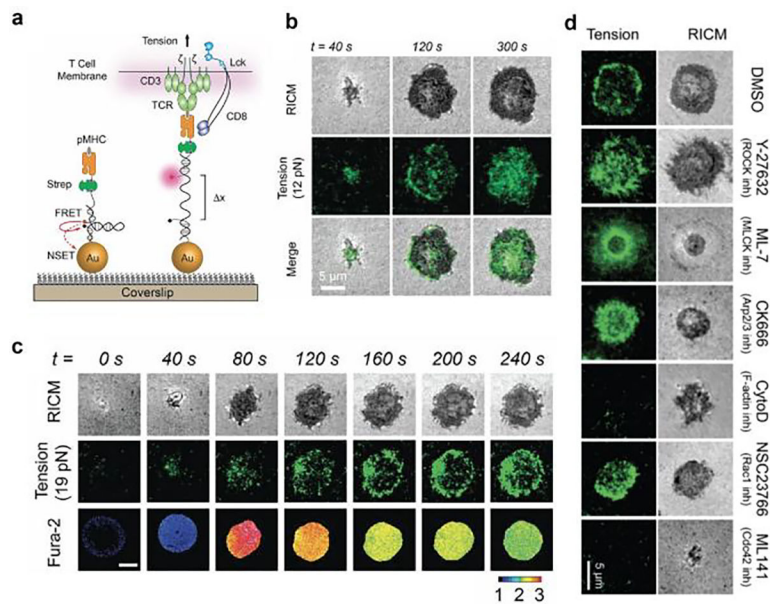 a
Tension
ζ ζ
Lck
T Cell
Membrane
CD3
TCR
CD8
pMHC
Strep
Δx
FRET
NSET
Au
Au
Coverslip
b
t = 40 s 120 s 300 s
RICM
Tension
(12 pN)
Merge
5 μm
c
t = 0 s 40 s 80 s 120 s 160 s 200 s 240 s
RICM
Tension
(19 pN)
Fura-2
1 2 3
d
Tension RICM
DMSO
Y-27632
(ROCK inh)
ML-7
(MLCK inh)
CK666
(Arp2/3 inh)
CytoD
(F-actin inh)
NSC23766
(Rac1 inh)
ML141
(Cdc42 inh)
5 μm